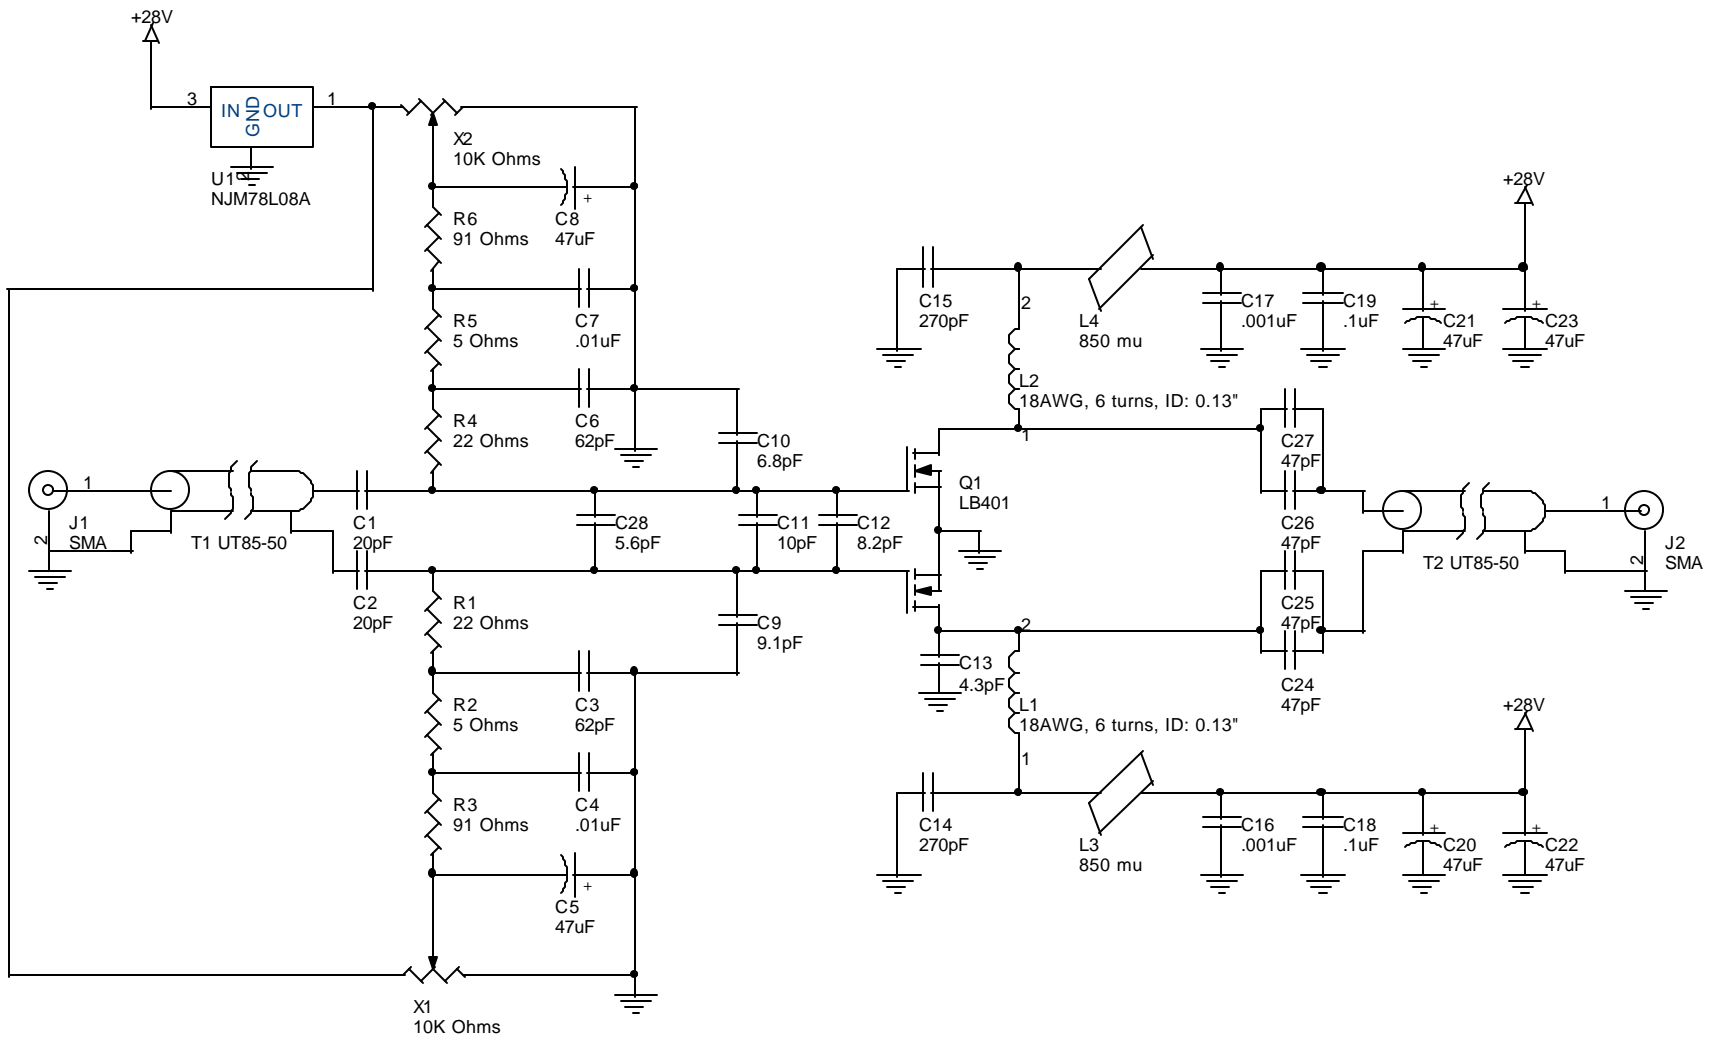 +28V
3
IN
GND
OUT
1
2
U1
NJM78L08A
X2
10K Ohms
R6
91 Ohms
C8
47uF
+
R5
5 Ohms
C7
.01uF
R4
22 Ohms
C6
62pF
C10
6.8pF
J1
SMA
1
2
T1 UT85-50
C1
20pF
C2
20pF
C28
5.6pF
C11
10pF
C12
8.2pF
R1
22 Ohms
C9
9.1pF
R2
5 Ohms
C3
62pF
R3
91 Ohms
C4
.01uF
C5
47uF
+
X1
10K Ohms
Q1
LB401
C15
270pF
2
L4
850 mu
C17
.001uF
C19
.1uF
+
C21
47uF
+
C23
47uF
+28V
L2
18AWG, 6 turns, ID: 0.13"
1
C27
47pF
C26
47pF
C25
47pF
C24
47pF
T2 UT85-50
1
2
J2
SMA
C13
4.3pF
2
L1
18AWG, 6 turns, ID: 0.13"
1
C14
270pF
L3
850 mu
C16
.001uF
C18
.1uF
+
C20
47uF
+
C22
47uF
+28V